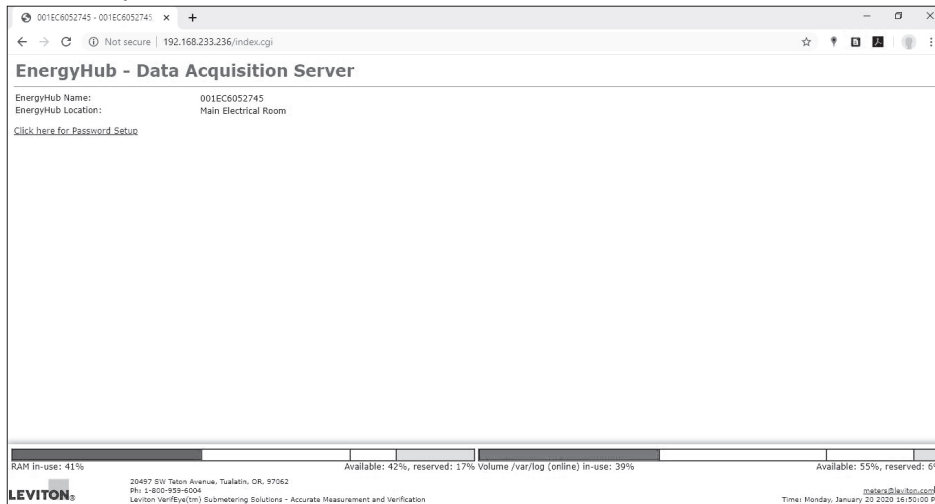 001EC6052745 - 001EC6052745
Not secure | 192.168.233.236/index.cgi
EnergyHub - Data Acquisition Server
EnergyHub Name: 001EC6052745
EnergyHub Location: Main Electrical Room
Click here for Password Setup
RAM in-use: 41% Available: 42%, reserved: 17% Volume /var/log (online) in-use: 39% Available: 55%, reserved: 6%
LEVITON®
20497 SW Teton Avenue, Tualatin, OR, 97062
Ph: 1-800-959-6004
Leviton VerifEye(tm) Submetering Solutions - Accurate Measurement and Verification
meters@leviton.com
Time: Monday, January 20 2020 16:50:00 P